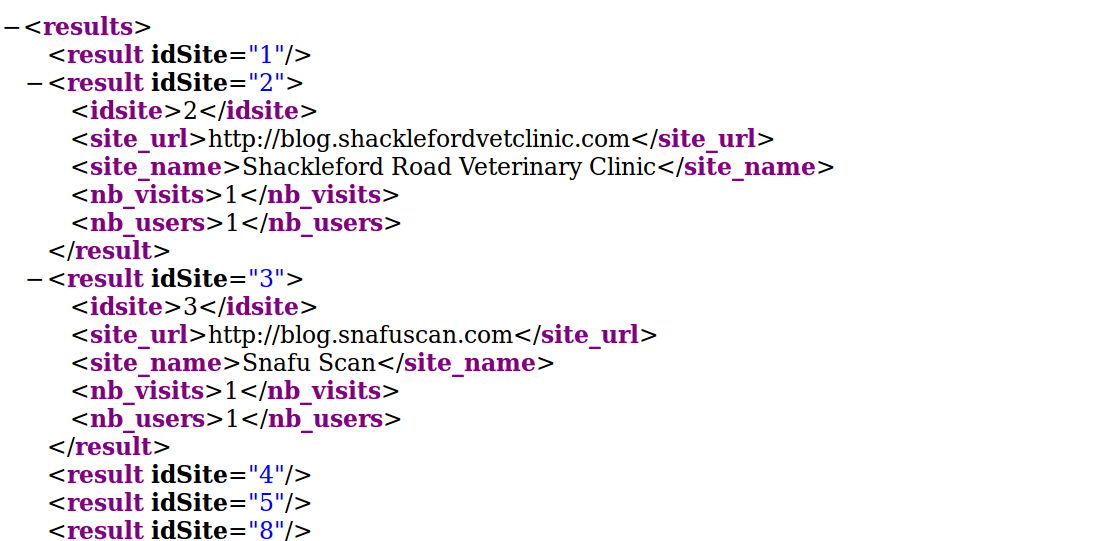 −<results>
<result idSite="1"/>
−<result idSite="2">
<idsite>2</idsite>
<site_url>http://blog.shacklefordvetclinic.com</site_url>
<site_name>Shackleford Road Veterinary Clinic</site_name>
<nb_visits>1</nb_visits>
<nb_users>1</nb_users>
</result>
−<result idSite="3">
<idsite>3</idsite>
<site_url>http://blog.snafuscan.com</site_url>
<site_name>Snafu Scan</site_name>
<nb_visits>1</nb_visits>
<nb_users>1</nb_users>
</result>
<result idSite="4"/>
<result idSite="5"/>
<result idSite="8"/>